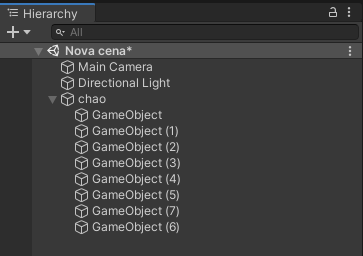 Hierarchy
All
Nova cena*
Main Camera
Directional Light
chao
GameObject
GameObject (1)
GameObject (2)
GameObject (3)
GameObject (4)
GameObject (5)
GameObject (7)
GameObject (6)